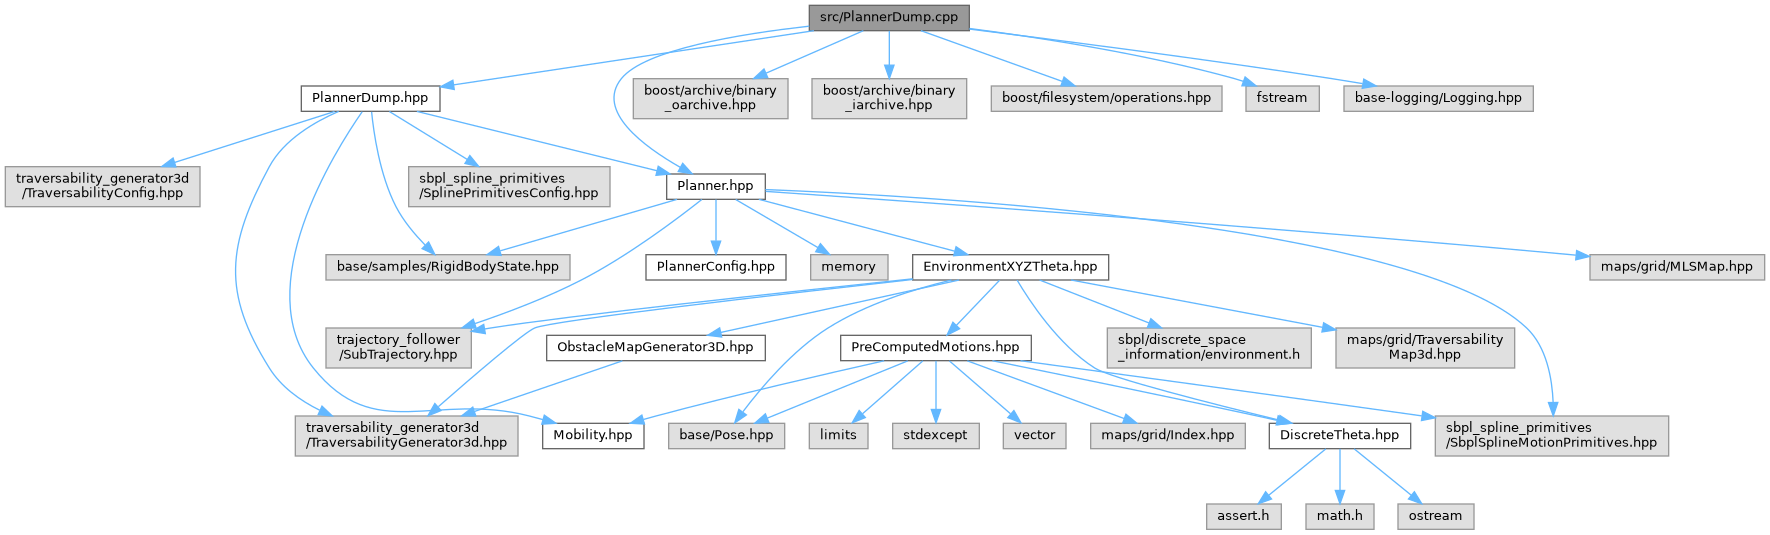 src/PlannerDump.cpp
PlannerDump.hpp
boost/archive/binary
_oarchive.hpp
boost/archive/binary
_iarchive.hpp
boost/filesystem/operations.hpp
fstream
base-logging/Logging.hpp
traversability_generator3d
/TraversabilityConfig.hpp
sbpl_spline_primitives
/SplinePrimitivesConfig.hpp
Planner.hpp
base/samples/RigidBodyState.hpp
PlannerConfig.hpp
memory
EnvironmentXYZTheta.hpp
maps/grid/MLSMap.hpp
trajectory_follower
/SubTrajectory.hpp
ObstacleMapGenerator3D.hpp
PreComputedMotions.hpp
sbpl/discrete_space
_information/environment.h
maps/grid/Traversability
Map3d.hpp
traversability_generator3d
/TraversabilityGenerator3d.hpp
Mobility.hpp
base/Pose.hpp
limits
stdexcept
vector
maps/grid/Index.hpp
DiscreteTheta.hpp
sbpl_spline_primitives
/SbplSplineMotionPrimitives.hpp
assert.h
math.h
ostream